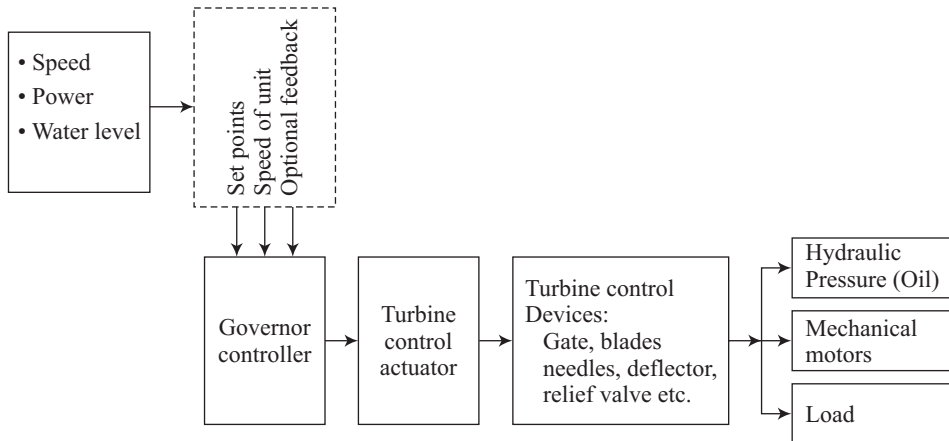 • Speed
• Power
• Water level
Set points
Speed of unit
Optional feedback
Governor
controller
Turbine
control
actuator
Turbine control
Devices:
Gate, blades
needles, deflector,
relief valve etc.
Hydraulic
Pressure (Oil)
Mechanical
motors
Load